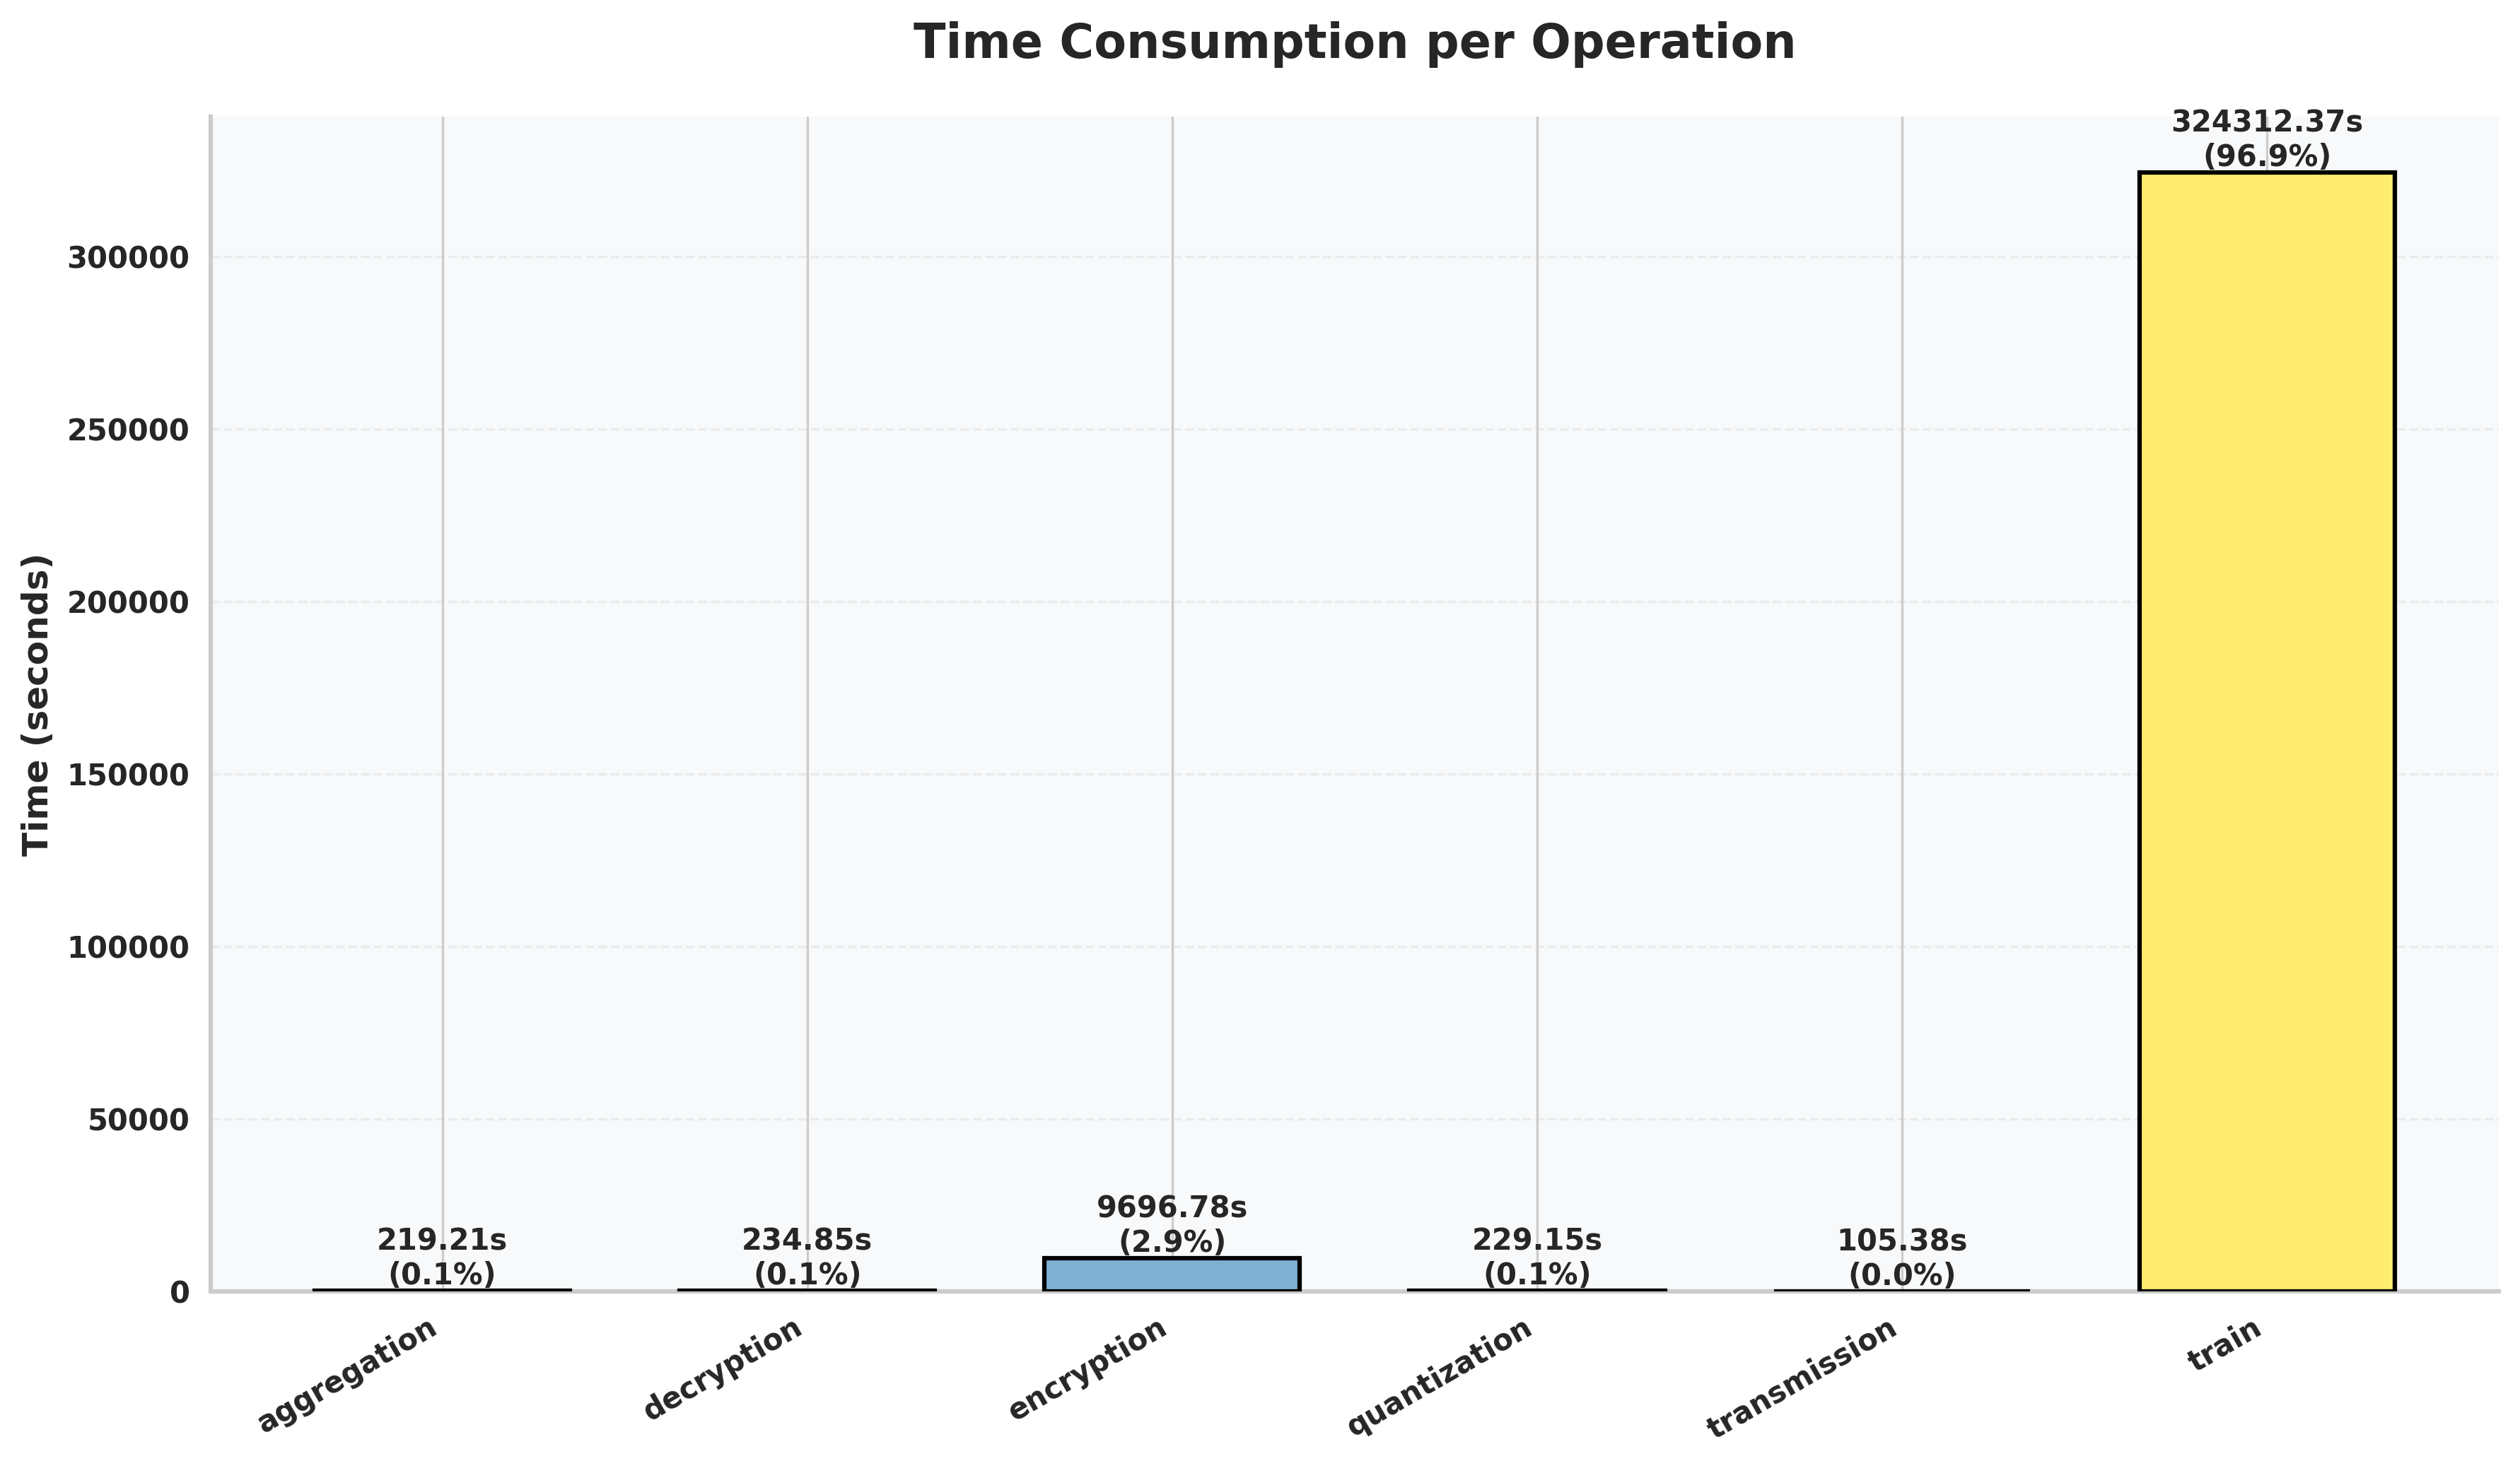 Time Consumption per Operation
324312.37s
(96.9%)
300000
250000
200000
150000
100000
50000
0
Time (seconds)
219.21s
(0.1%)
234.85s
(0.1%)
9696.78s
(2.9%)
229.15s
(0.1%)
105.38s
(0.0%)
aggregation
decryption
encryption
quantization
transmission
train